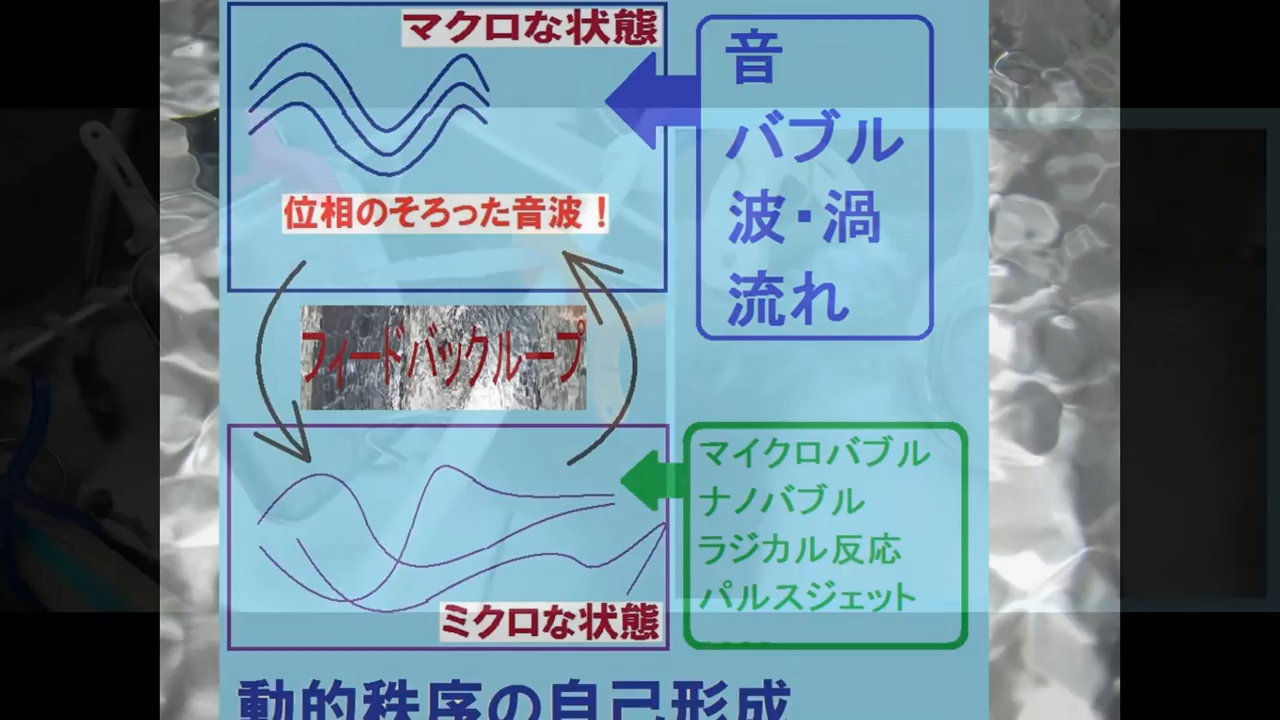 マクロな状態
位相のそろった音波！
音
バブル
波・渦
流れ
フィードバックループ
マイクロバブル
ナノバブル
ラジカル反応
パルスジェット
ミクロな状態
動的秩序の自己形成